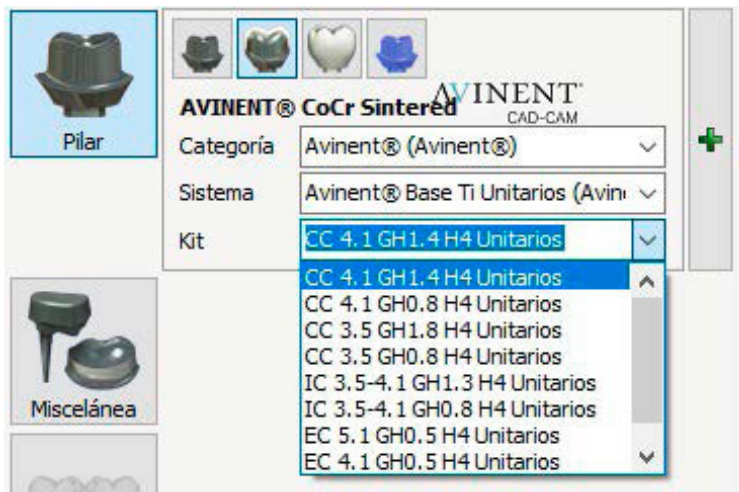 AVINENT®
CAD-CAM
AVINENT® CoCr Sintered
Pilar
Categoría
Avinent® (Avinent®)
Sistema
Avinent® Base Ti Unitarios (Avin
Kit
CC 4.1 GH1.4 H4 Unitarios
CC 4.1 GH1.4 H4 Unitarios
CC 4.1 GH0.8 H4 Unitarios
CC 3.5 GH1.8 H4 Unitarios
CC 3.5 GH0.8 H4 Unitarios
IC 3.5-4.1 GH1.3 H4 Unitarios
IC 3.5-4.1 GH0.8 H4 Unitarios
EC 5.1 GH0.5 H4 Unitarios
EC 4.1 GH0.5 H4 Unitarios
Miscelánea